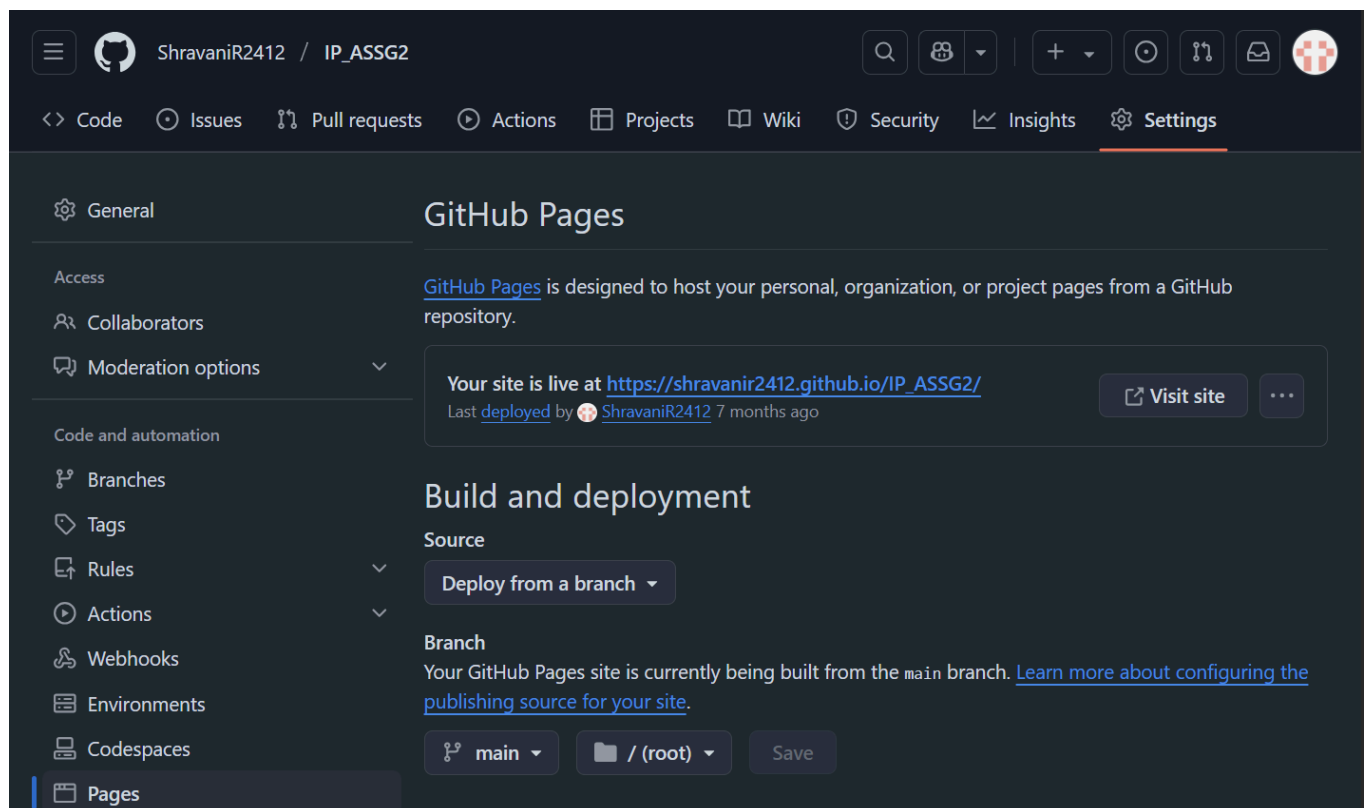 ShravaniR2412 / IP_ASSG2
Code Issues Pull requests Actions Projects Wiki Security Insights Settings
General
Access
Collaborators
Moderation options
Code and automation
Branches
Tags
Rules
Actions
Webhooks
Environments
Codespaces
Pages
GitHub Pages
GitHub Pages is designed to host your personal, organization, or project pages from a GitHub
repository.
Your site is live at https://shravanir2412.github.io/IP_ASSG2/
Last deployed by ShravaniR2412 7 months ago
Visit site
Build and deployment
Source
Deploy from a branch
Branch
Your GitHub Pages site is currently being built from the main branch. Learn more about configuring the
publishing source for your site.
main / (root) Save